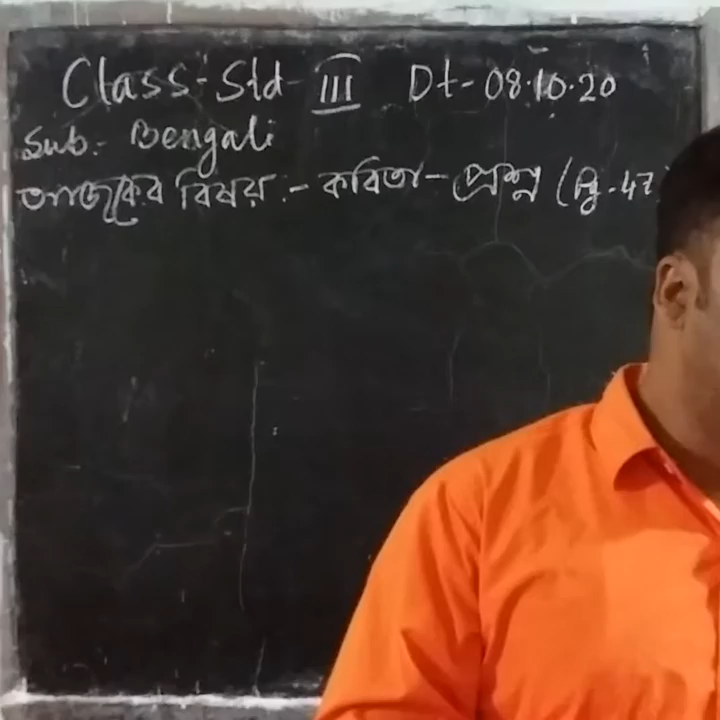 Class - Std - III Dt - 08.10.20
Sub:- Bengali
আজকের বিষয় :- কবিতা - প্রশ্ন (Pg. 47